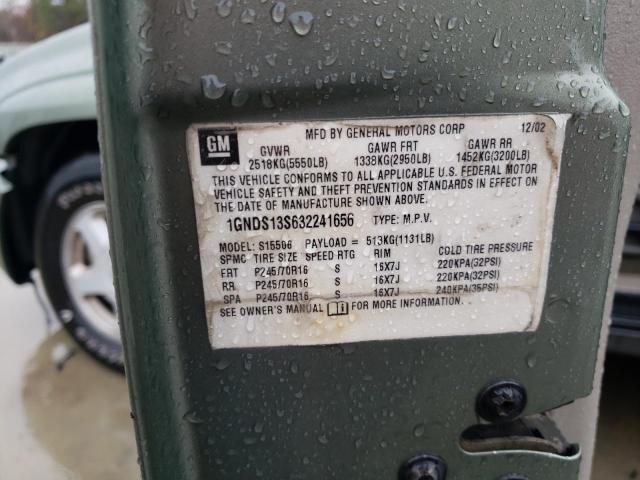 GM
MFD BY GENERAL MOTORS CORP 12/02
GVWR GAWR FRT GAWR RR
2518KG(5550LB) 1338KG(2950LB) 1452KG(3200LB)
THIS VEHICLE CONFORMS TO ALL APPLICABLE U.S. FEDERAL MOTOR
VEHICLE SAFETY AND THEFT PREVENTION STANDARDS IN EFFECT ON
THE DATE OF MANUFACTURE SHOWN ABOVE.
1GNDS13S632241656 TYPE: M.P.V.
MODEL: S15506 PAYLOAD = 513KG(1131LB)
SPMC TIRE SIZE SPEED RTG RIM COLD TIRE PRESSURE
FRT P245/70R16 S 16X7J 220KPA(32PSI)
RR P245/70R16 S 16X7J 220KPA(32PSI)
SPA P245/70R16 S 16X7J 240KPA(35PSI)
SEE OWNER'S MANUAL FOR MORE INFORMATION.